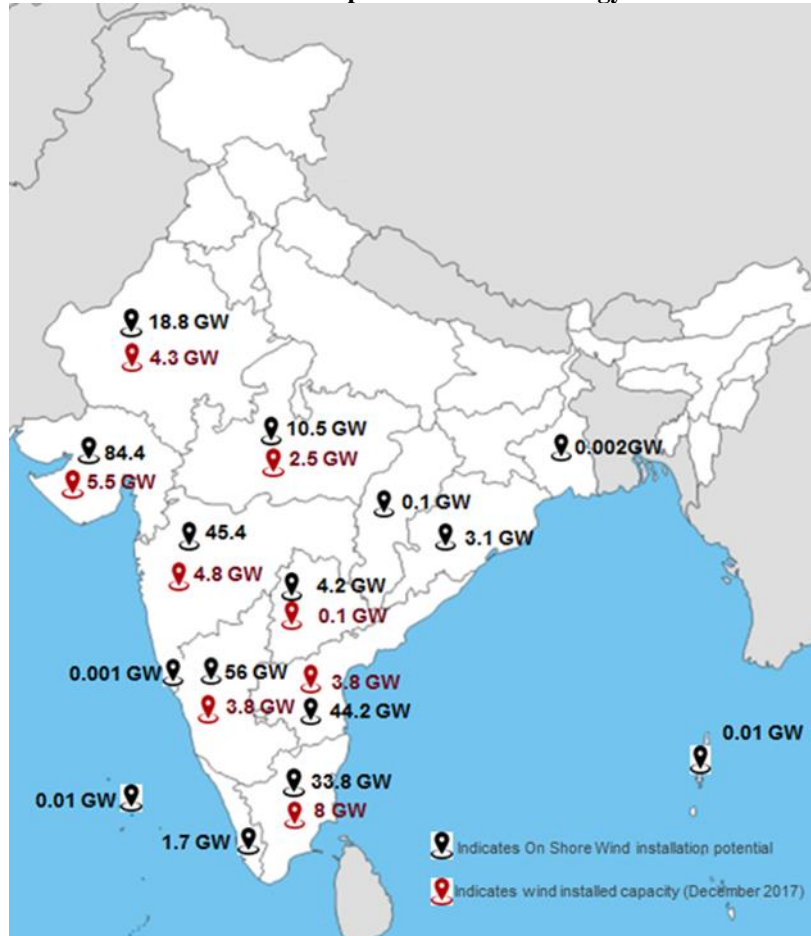 18.8 GW
4.3 GW
10.5 GW
84.4
0.002GW
2.5 GW
5.5 GW
0.1 GW
45.4
3.1 GW
4.8 GW
4.2 GW
0.1 GW
0.001 GW
56 GW
3.8 GW
3.8 GW
44.2 GW
0.01 GW
33.8 GW
0.01 GW
8 GW
1.7 GW
Indicates On Shore Wind installation potential
Indicates wind installed capacity (December 2017)